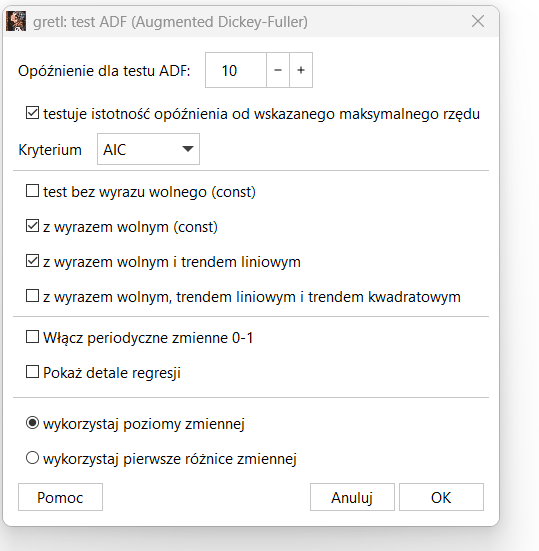 gretl: test ADF (Augmented Dickey-Fuller)
Opóźnienie dla testu ADF: 10 − +
testuje istotność opóźnienia od wskazanego maksymalnego rzędu
Kryterium AIC
test bez wyrazu wolnego (const)
z wyrazem wolnym (const)
z wyrazem wolnym i trendem liniowym
z wyrazem wolnym, trendem liniowym i trendem kwadratowym
Włącz periodyczne zmienne 0-1
Pokaż detale regresji
wykorzystaj poziomy zmiennej
wykorzystaj pierwsze różnice zmiennej
Pomoc Anuluj OK